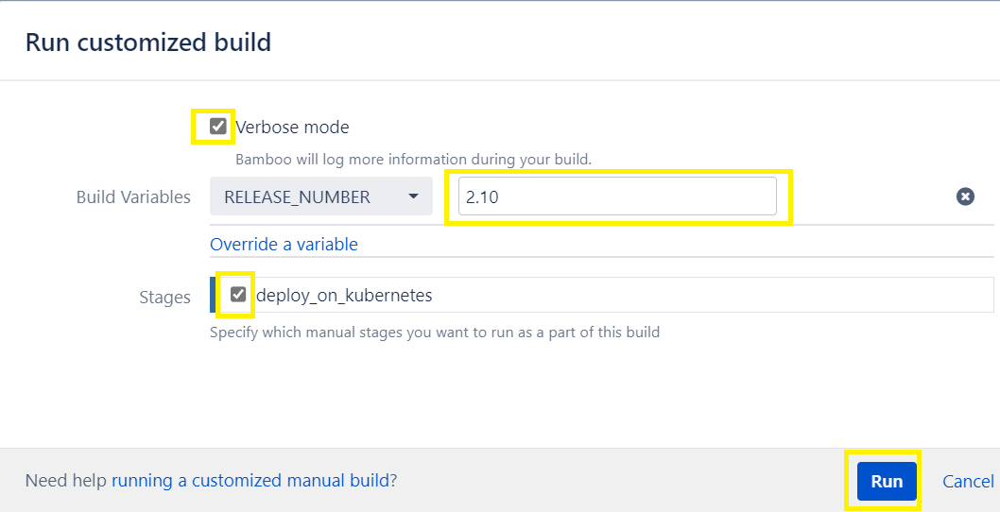 Run customized build
Verbose mode
Bamboo will log more information during your build.
Build Variables RELEASE_NUMBER 2.10
Override a variable
Stages deploy_on_kubernetes
Specify which manual stages you want to run as a part of this build
Need help running a customized manual build? Run Cancel